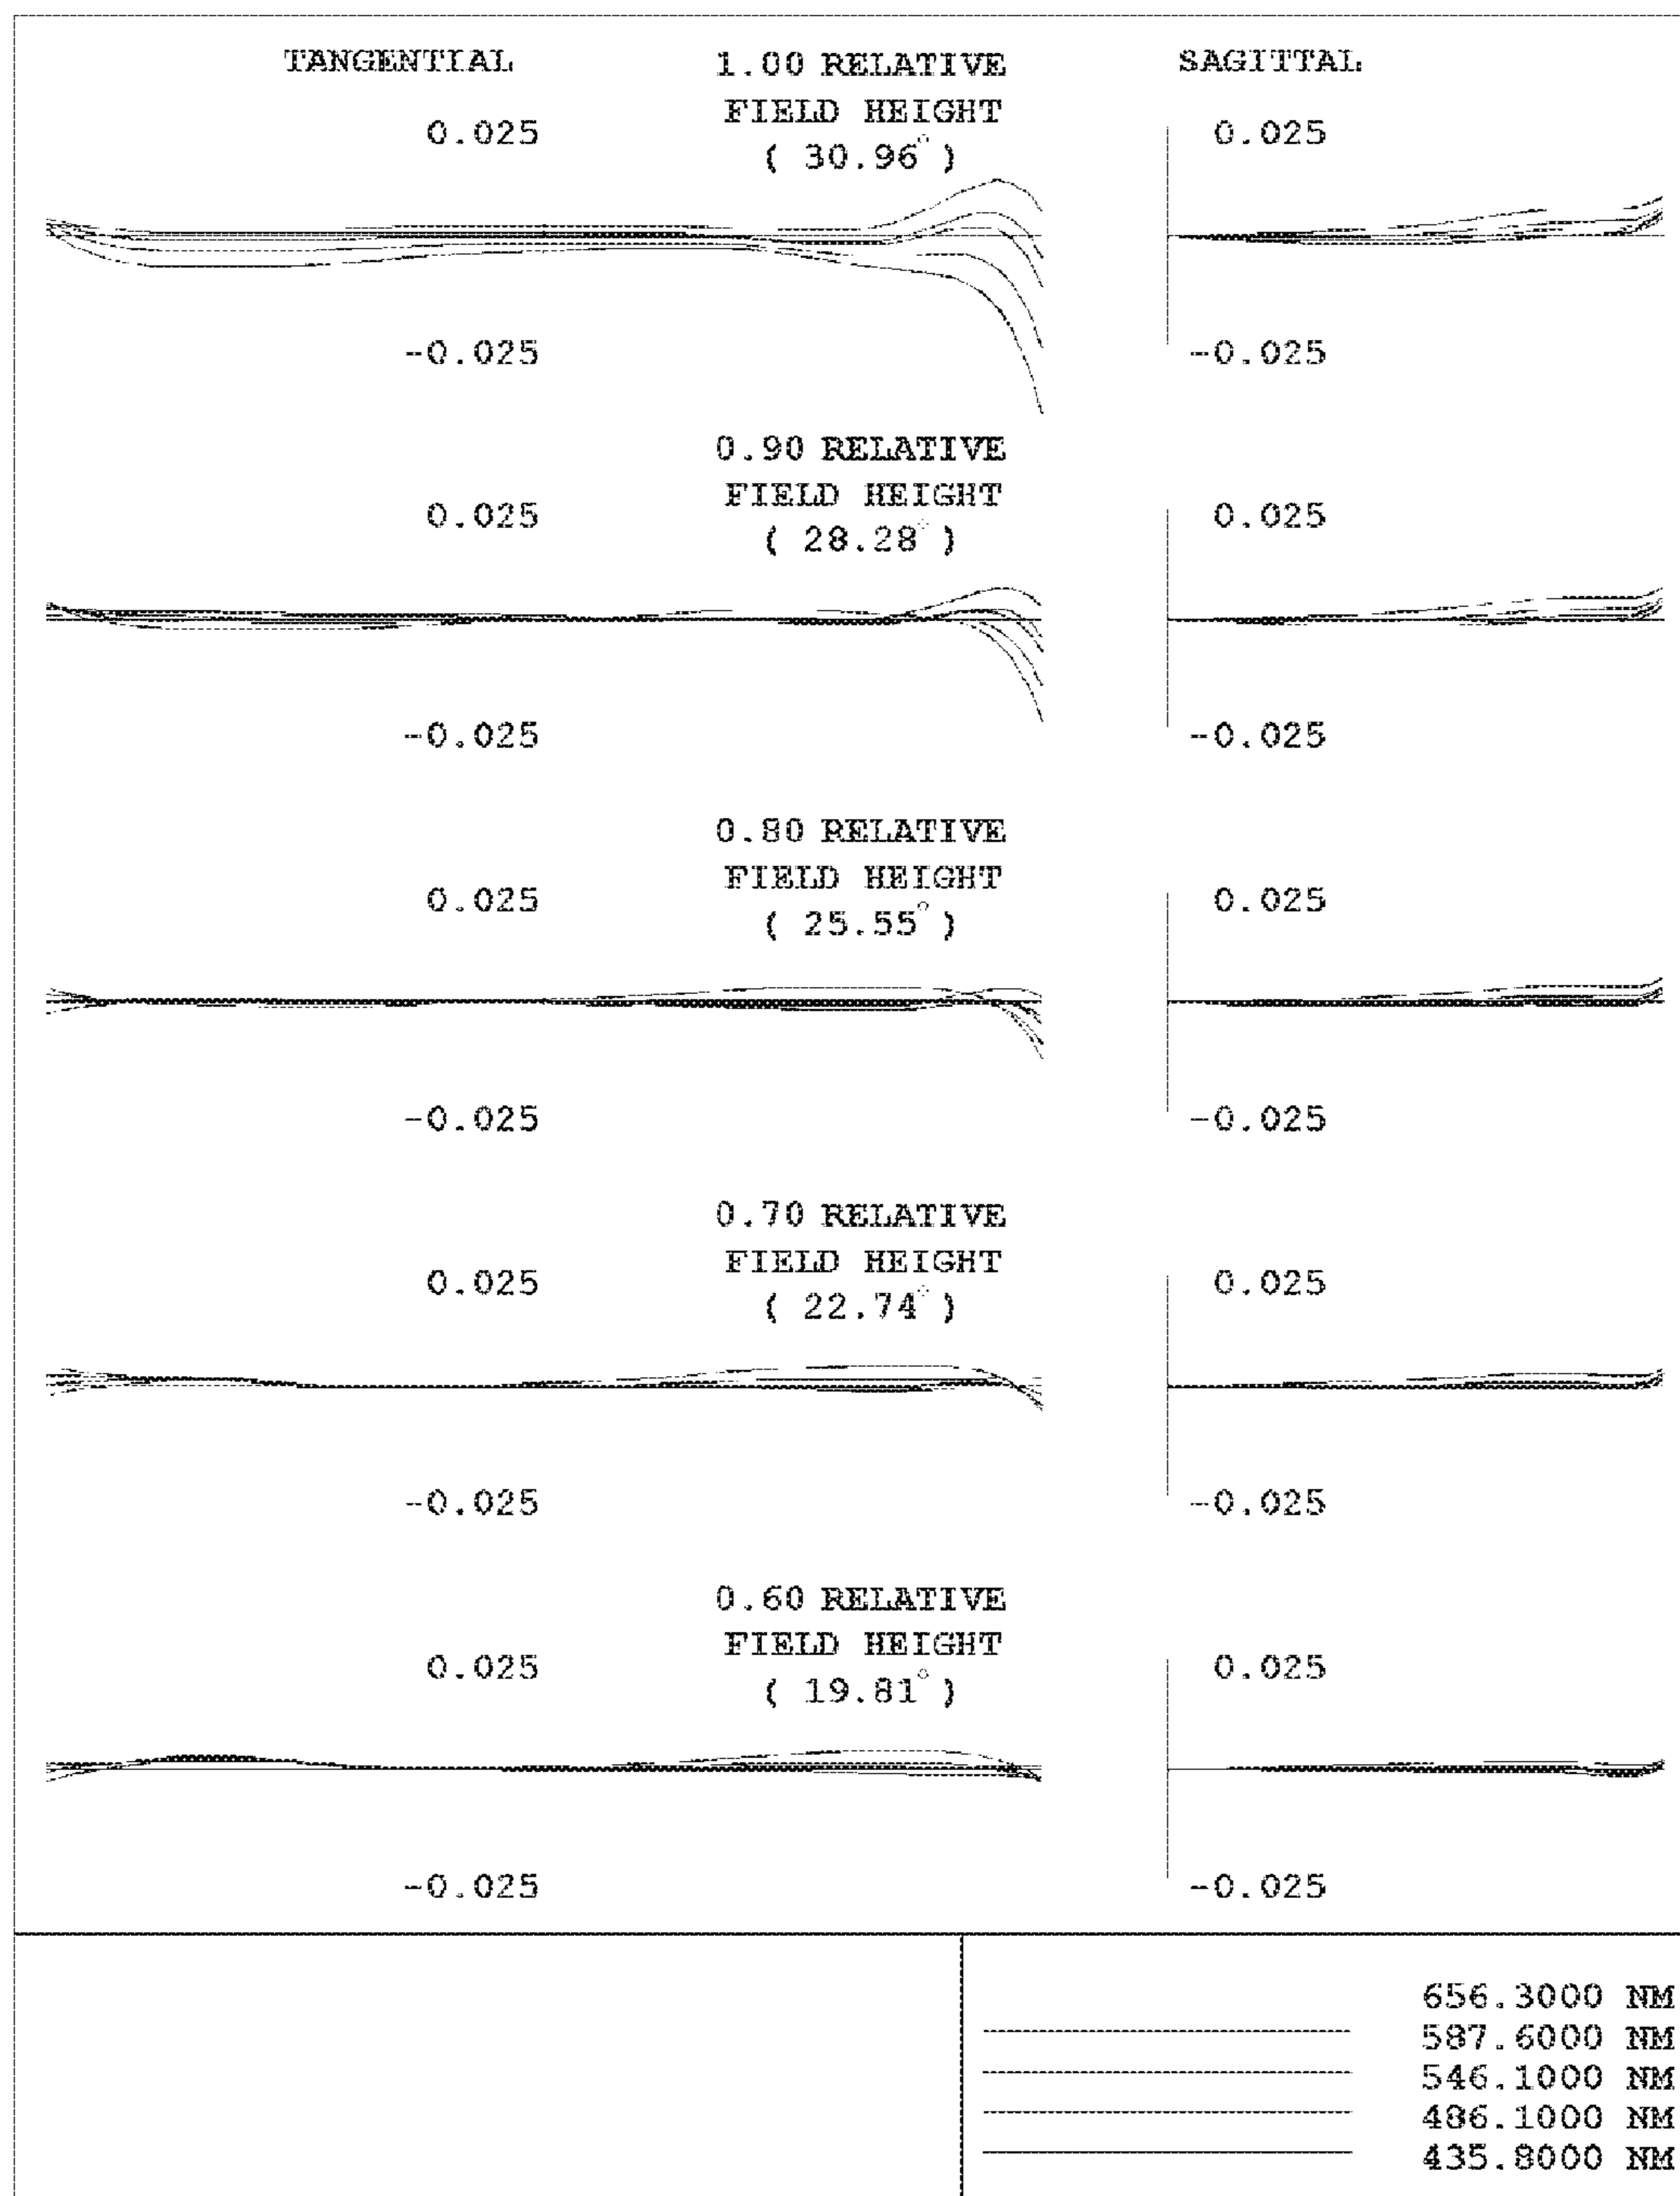 TANGENTIAL
1.00 RELATIVE
FIELD HEIGHT
( 30.96° )
SAGITTAL
0.025
0.025
-0.025
-0.025
0.90 RELATIVE
FIELD HEIGHT
( 28.28° )
0.025
0.025
-0.025
-0.025
0.80 RELATIVE
FIELD HEIGHT
( 25.55° )
0.025
0.025
-0.025
-0.025
0.70 RELATIVE
FIELD HEIGHT
( 22.74° )
0.025
0.025
-0.025
-0.025
0.60 RELATIVE
FIELD HEIGHT
( 19.81° )
0.025
0.025
-0.025
-0.025
656.3000 NM
587.6000 NM
546.1000 NM
486.1000 NM
435.8000 NM